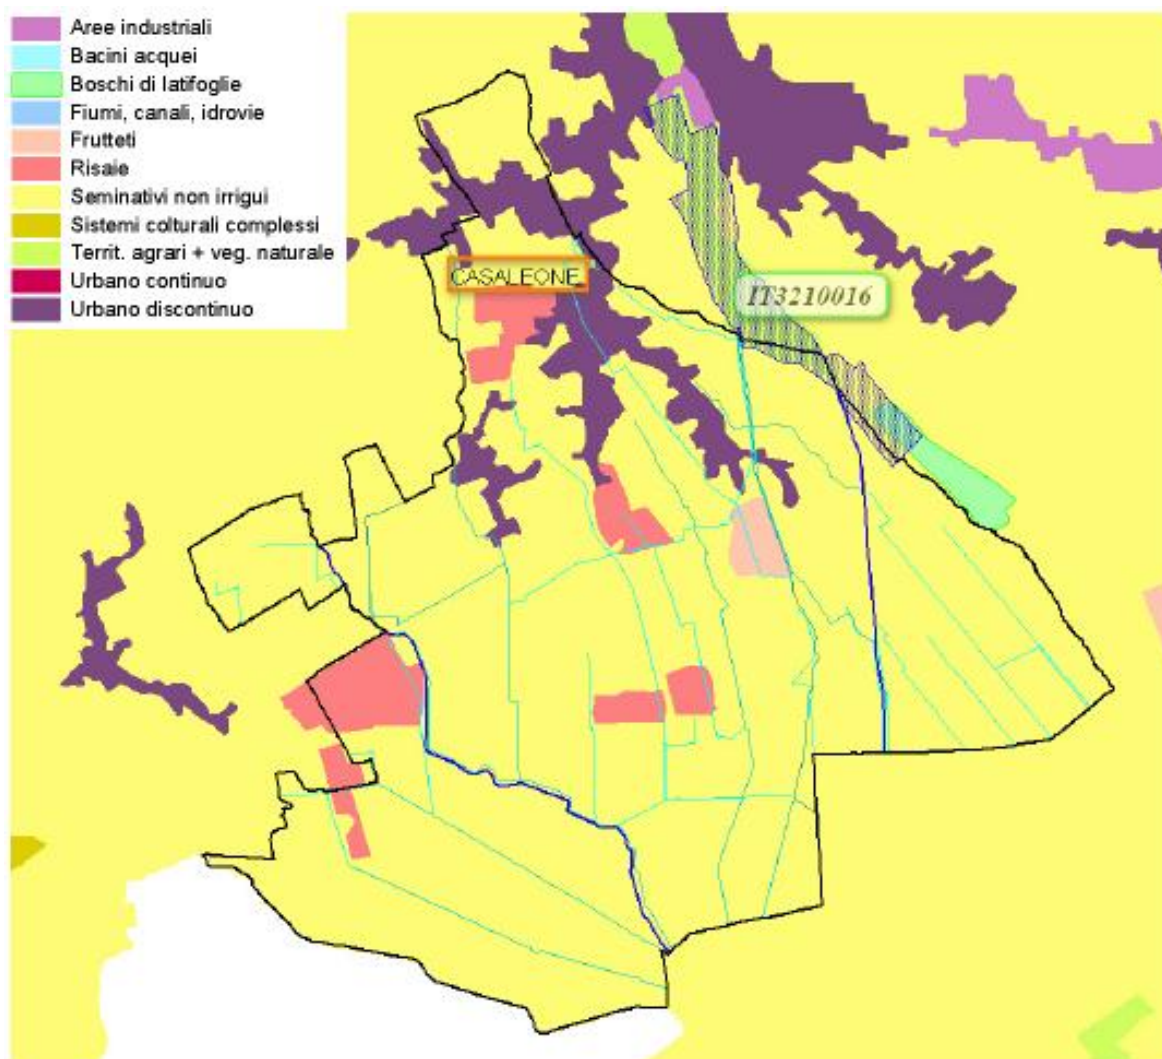 Aree industriali
Bacini acquei
Boschi di latifoglie
Fiumi, canali, idrovie
Frutteti
Risaie
Seminativi non irrigui
Sistemi colturali complessi
Territ. agrari + veg. naturale
Urbano continuo
Urbano discontinuo
CASALEONE
IT3210016